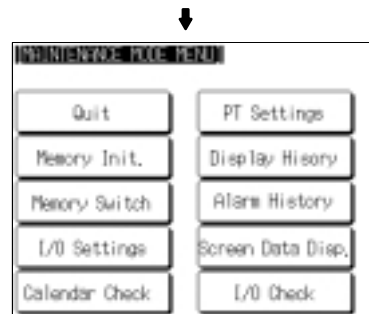 [MAINTENANCE MODE MENU]
Quit
PT Settings
Memory Init.
Display Hisory
Memory Switch
Alarm History
I/O Settings
Screen Data Disp.
Calendar Check
I/O Check